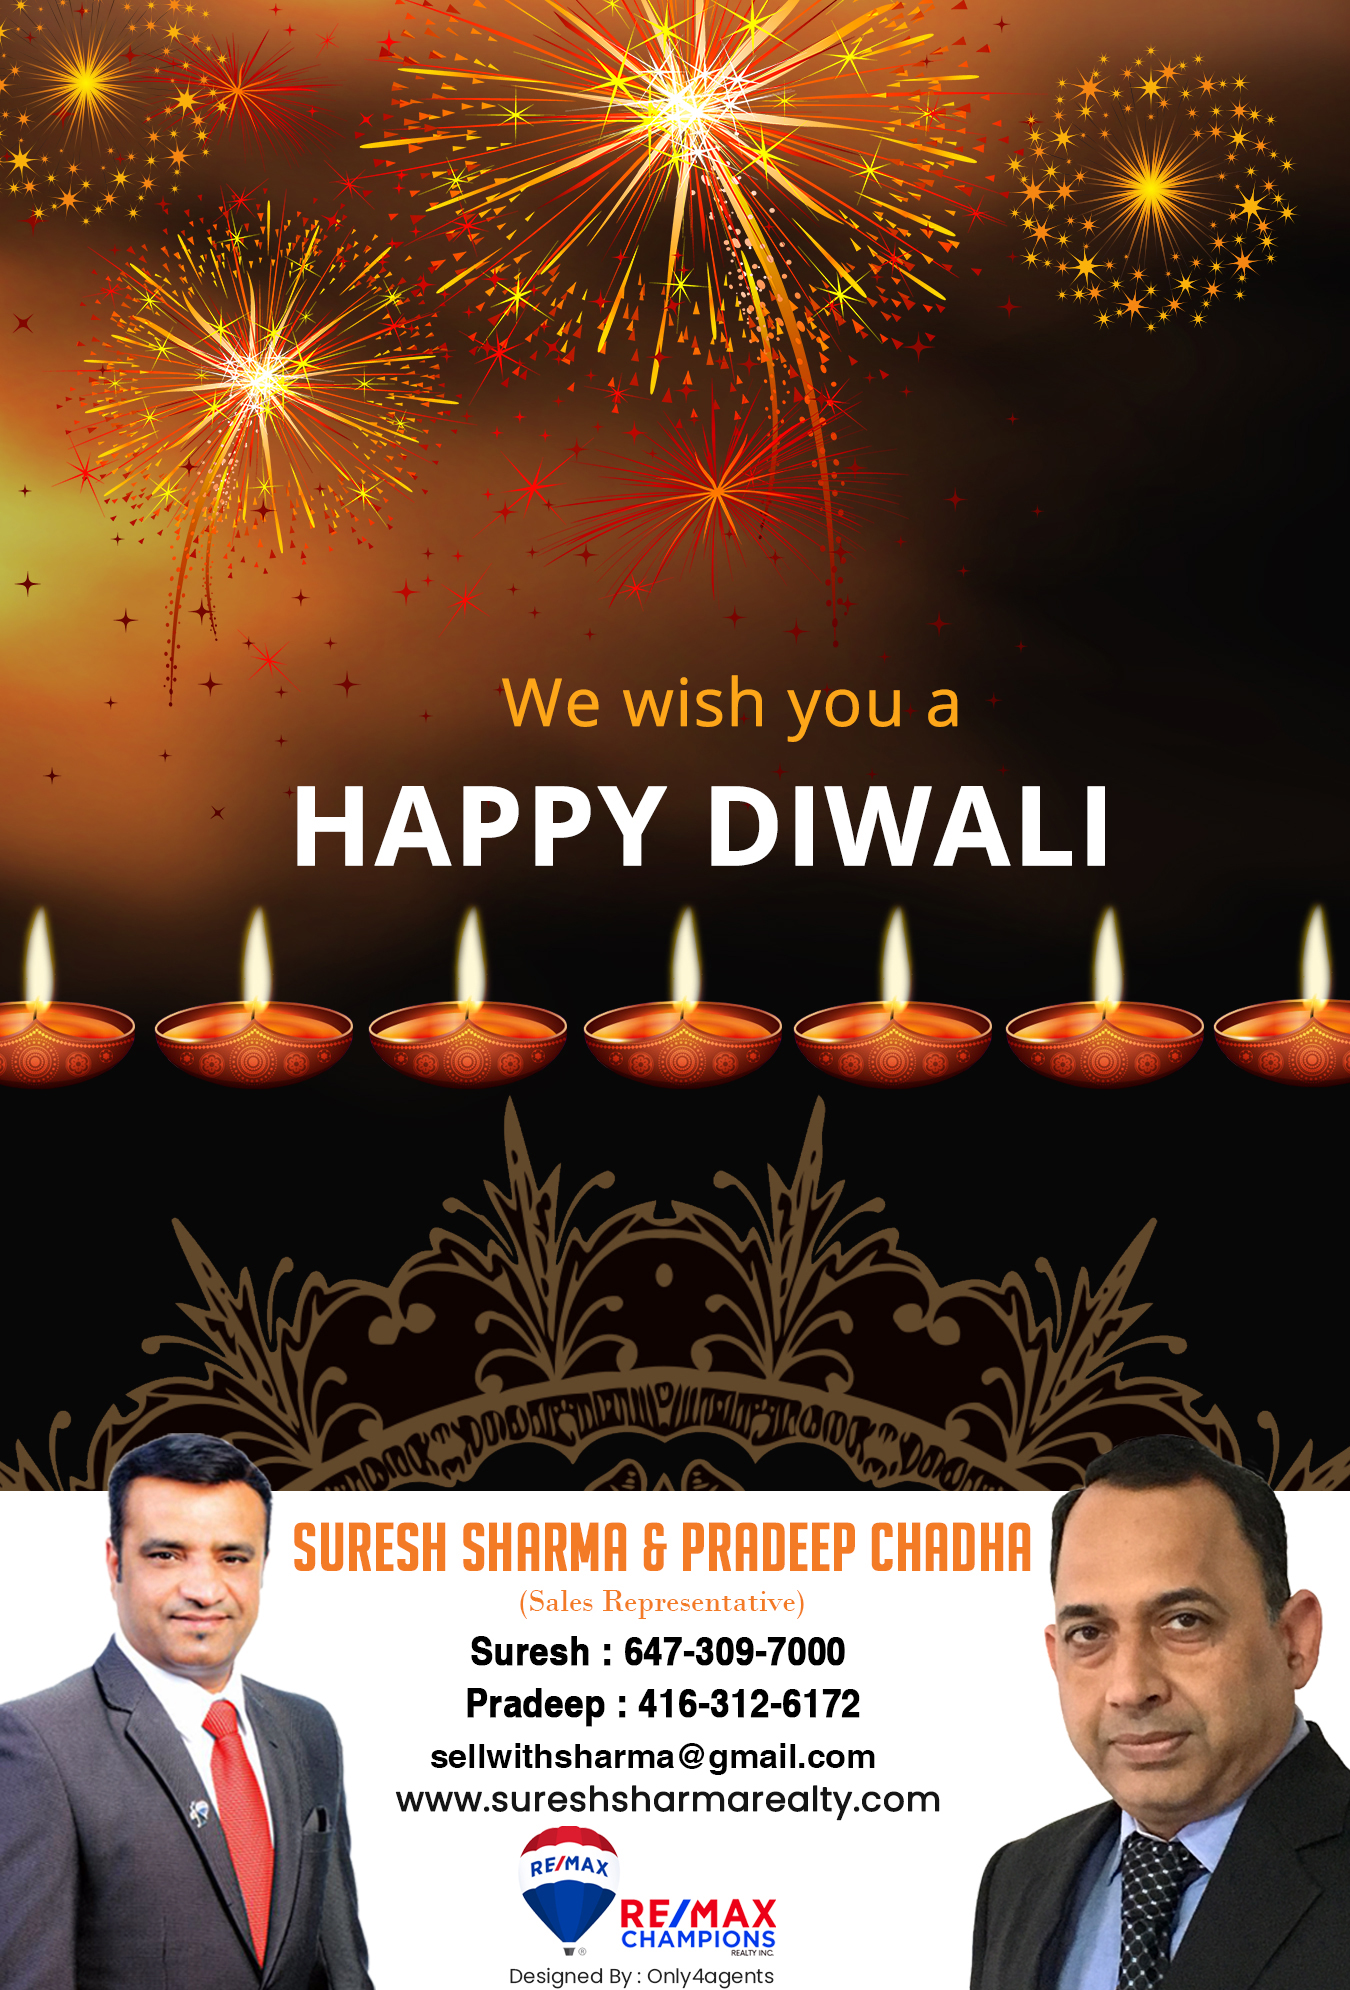 We wish you a
HAPPY DIWALI
SURESH SHARMA & PRADEEP CHADHA
(Sales Representative)
Suresh : 647-309-7000
Pradeep : 416-312-6172
sellwithsharma@gmail.com
www.sureshsharmarealty.com
RE/MAX
®
RE/MAX
CHAMPIONS
REALTY INC.
Designed By : Only4agents